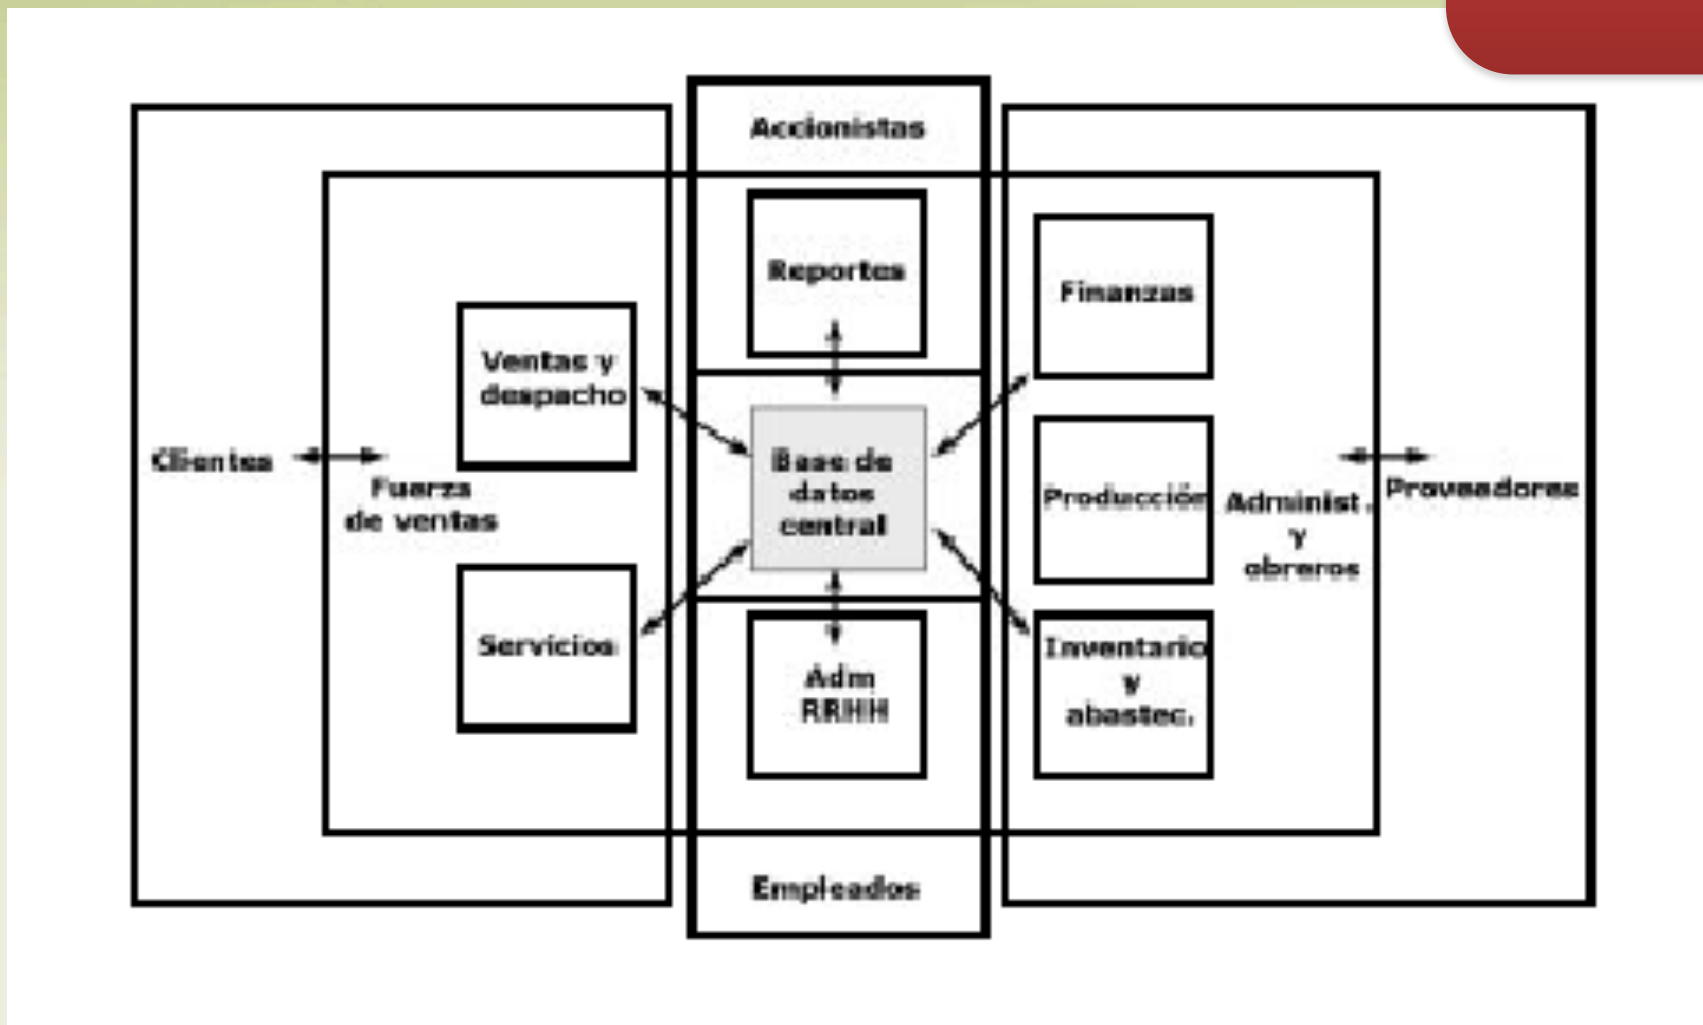 Accionistas
Reportes
Finanzas
Ventas y
despacho
Clientes
Fuerza
de ventas
Base de
datos
central
Producción
Administ.
y
obreros
Proveedores
Servicios
Adm
RRHH
Inventario
y
abastec.
Empleados